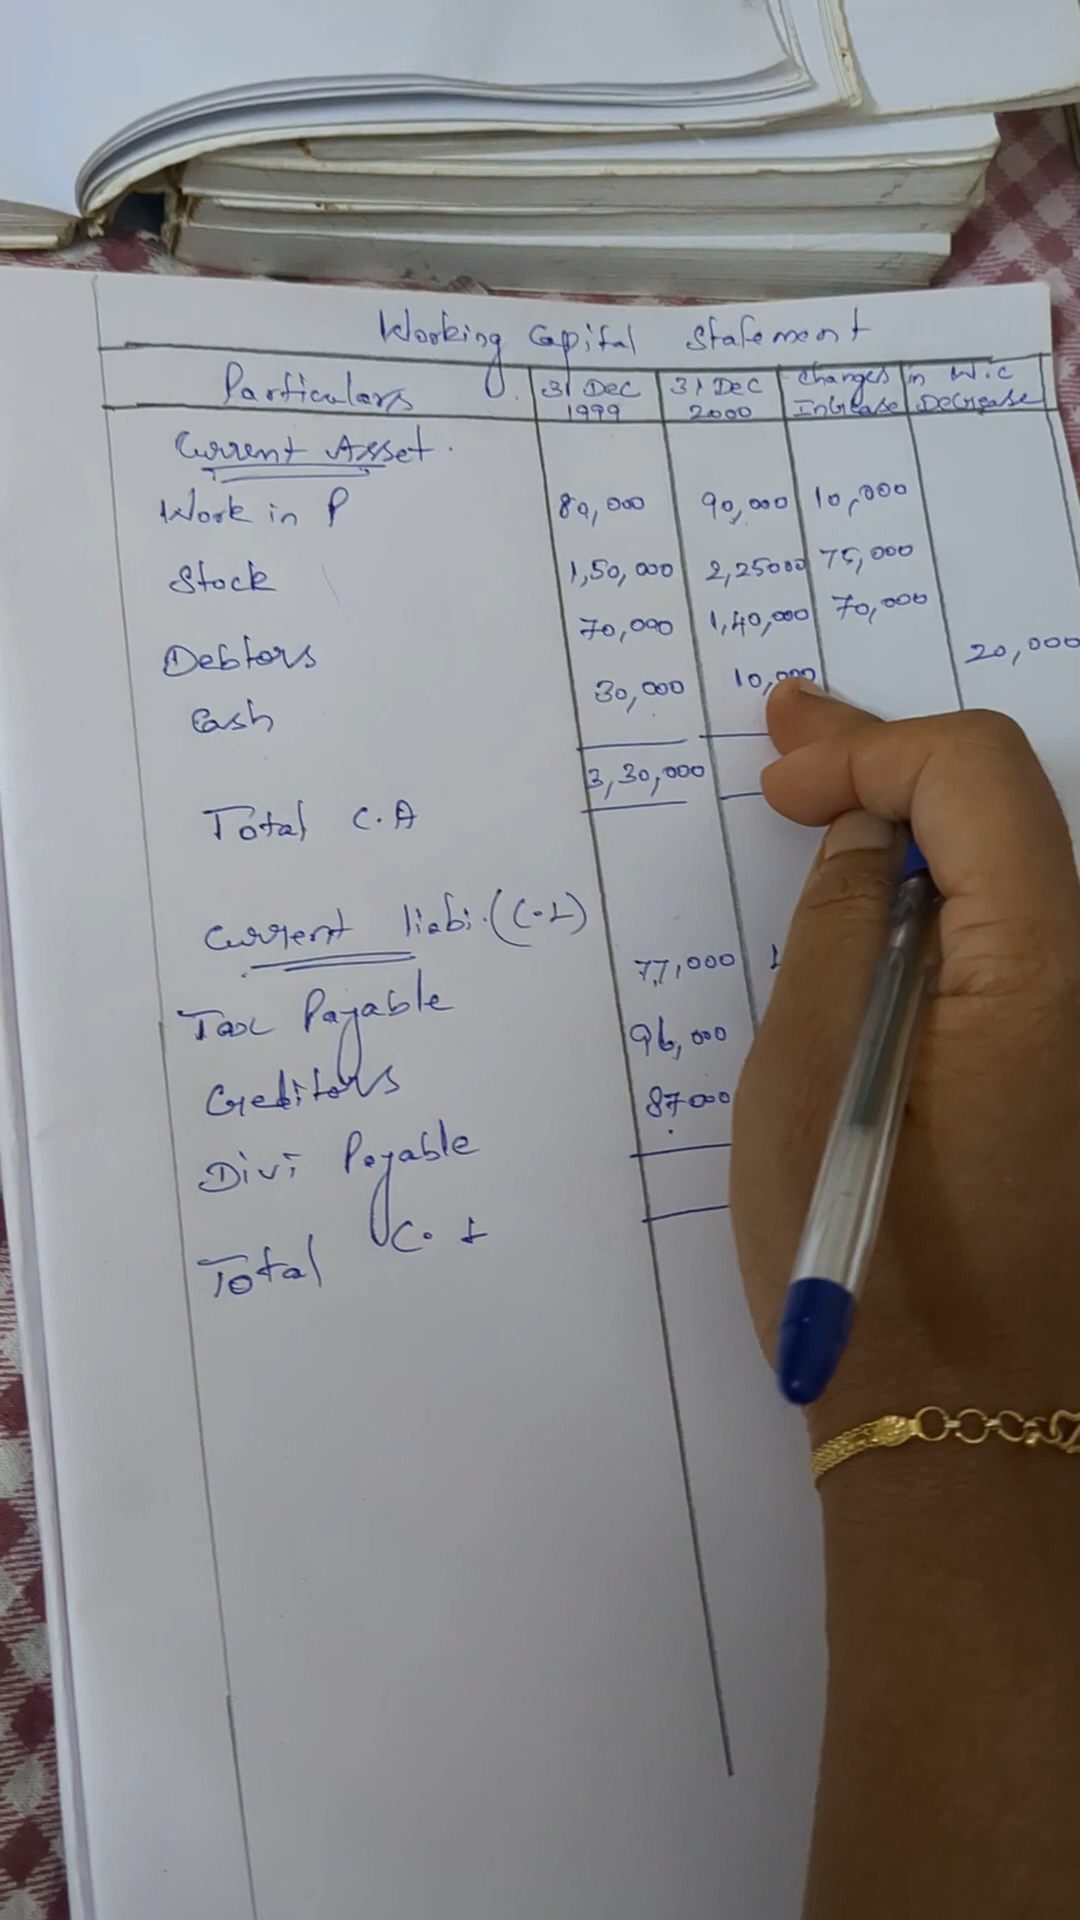 Working Capital Statement
Particulars 31 Dec 1999 31 Dec 2000 Changes in W.C Increase Decrease
Current Asset.
Work in P 80,000 90,000 10,000
Stock 1,50,000 2,25000 75,000
Debtors 70,000 1,40,000 70,000
Cash 30,000 10,000 20,000
Total C.A 3,30,000
Current liabi. (C.L)
Tax Payable 77,000
Creditors 96,000
Divi Payable 87000
Total C.L